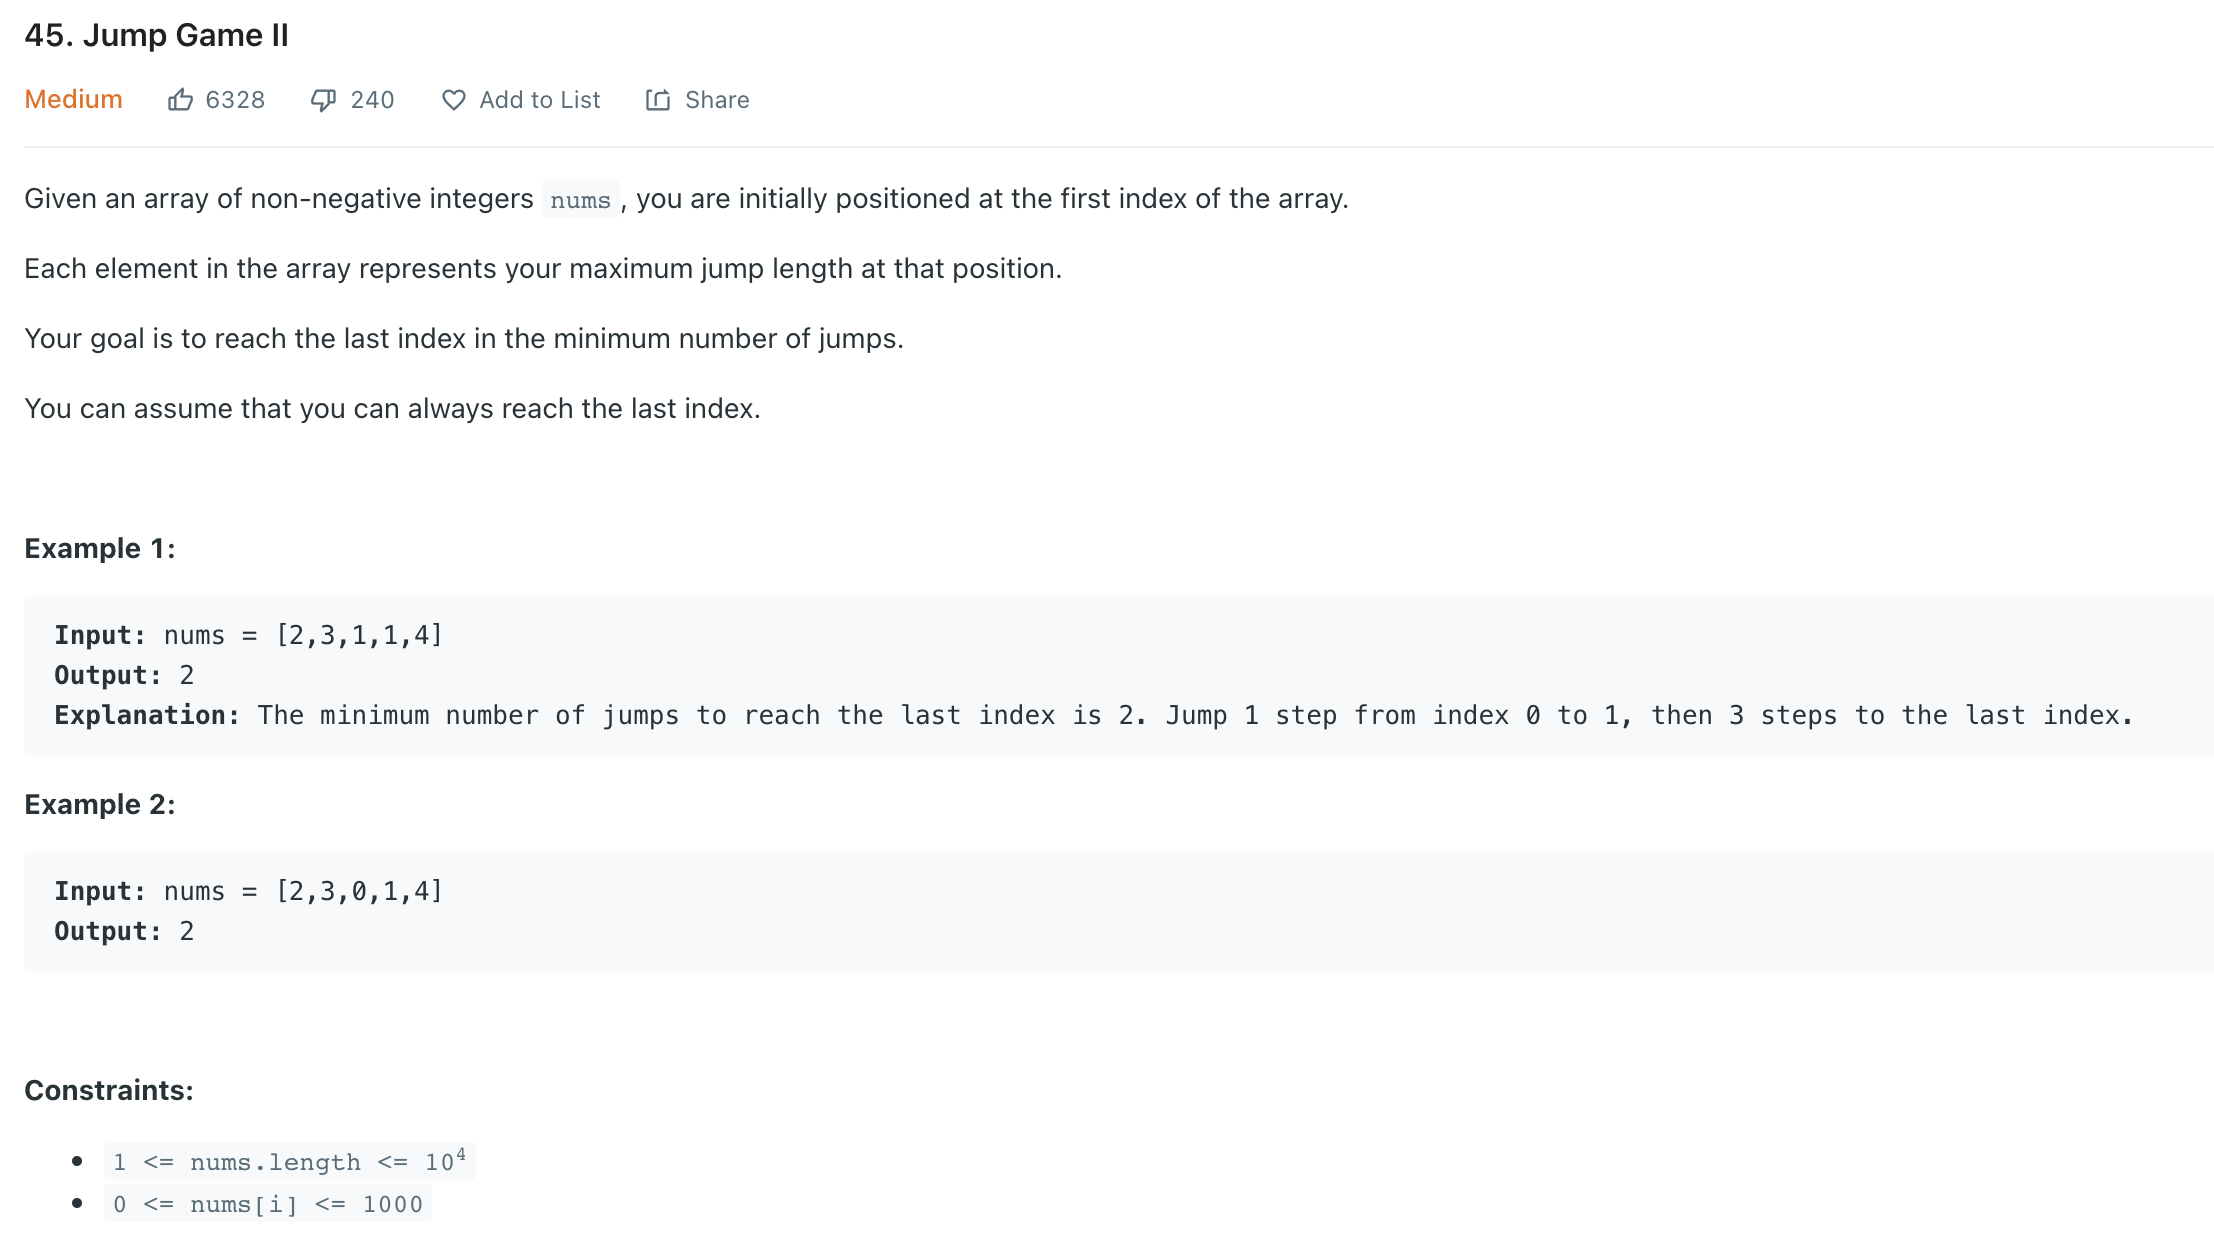 45. Jump Game II
Medium 6328 240 Add to List Share
Given an array of non-negative integers nums , you are initially positioned at the first index of the array.
Each element in the array represents your maximum jump length at that position.
Your goal is to reach the last index in the minimum number of jumps.
You can assume that you can always reach the last index.
Example 1:
Input: nums = [2,3,1,1,4]
Output: 2
Explanation: The minimum number of jumps to reach the last index is 2. Jump 1 step from index 0 to 1, then 3 steps to the last index.
Example 2:
Input: nums = [2,3,0,1,4]
Output: 2
Constraints:
• 1 <= nums.length <= 10⁴
• 0 <= nums[i] <= 1000